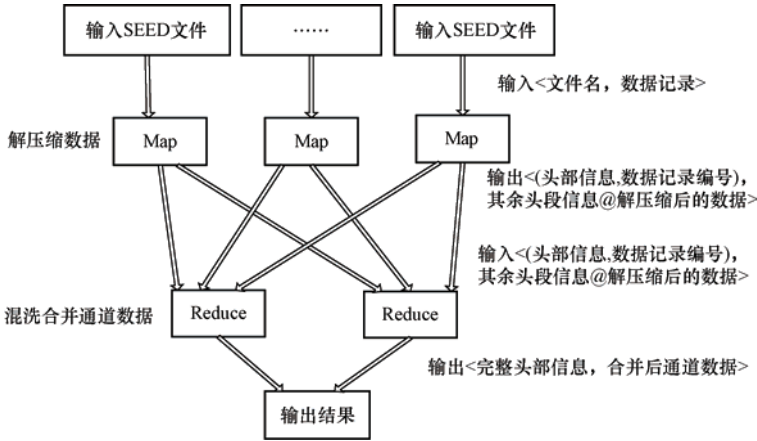 输入SEED文件
……
输入SEED文件
输入<文件名，数据记录>
解压缩数据
Map
Map
Map
输出<(头部信息,数据记录编号),
其余头段信息@解压缩后的数据>
输入<(头部信息,数据记录编号),
其余头段信息@解压缩后的数据>
混洗合并通道数据
Reduce
Reduce
输出<完整头部信息，合并后通道数据>
输出结果